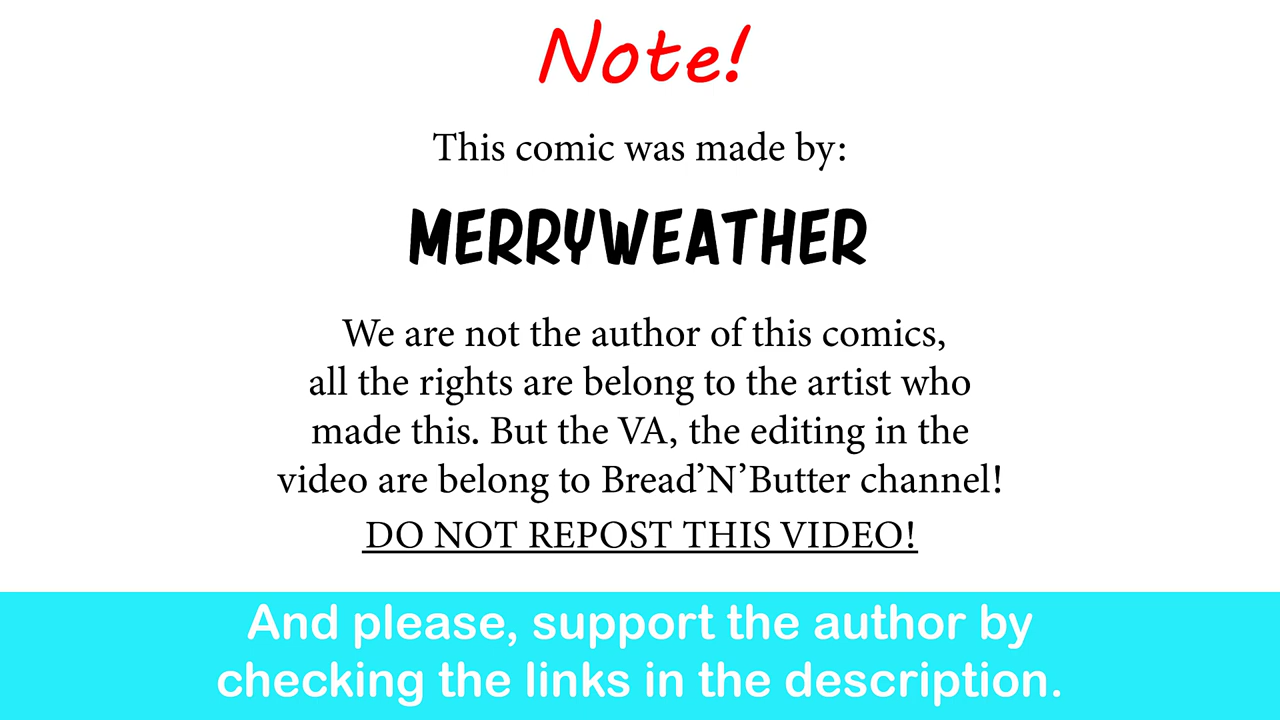 Note!
This comic was made by:
MERRYWEATHER
We are not the author of this comics,
all the rights are belong to the artist who
made this. But the VA, the editing in the
video are belong to Bread’N’Butter channel!
DO NOT REPOST THIS VIDEO!
And please, support the author by
checking the links in the description.